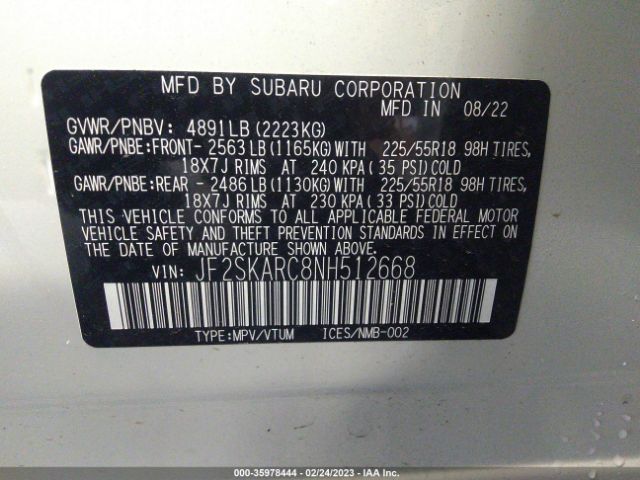 MFD BY SUBARU CORPORATION
MFD IN 08/22
GVWR/PNBV: 4891LB(2223KG)
GAWR/PNBE:FRONT- 2563LB(1165KG)WITH 225/55R18 98H TIRES,
18X7J RIMS AT 240 KPA( 35 PSI)COLD
GAWR/PNBE:REAR - 2486LB(1130KG)WITH 225/55R18 98H TIRES,
18X7J RIMS AT 230 KPA( 33 PSI)COLD
THIS VEHICLE CONFORMS TO ALL APPLICABLE FEDERAL MOTOR
VEHICLE SAFETY AND THEFT PREVENTION STANDARDS IN EFFECT ON
THE DATE OF MANUFACTURE SHOWN ABOVE.
VIN: JF2SKARC8NH512668
TYPE:MPV/VTUM ICES/NMB-002
000-35978444 - 02/24/2023 - IAA Inc.